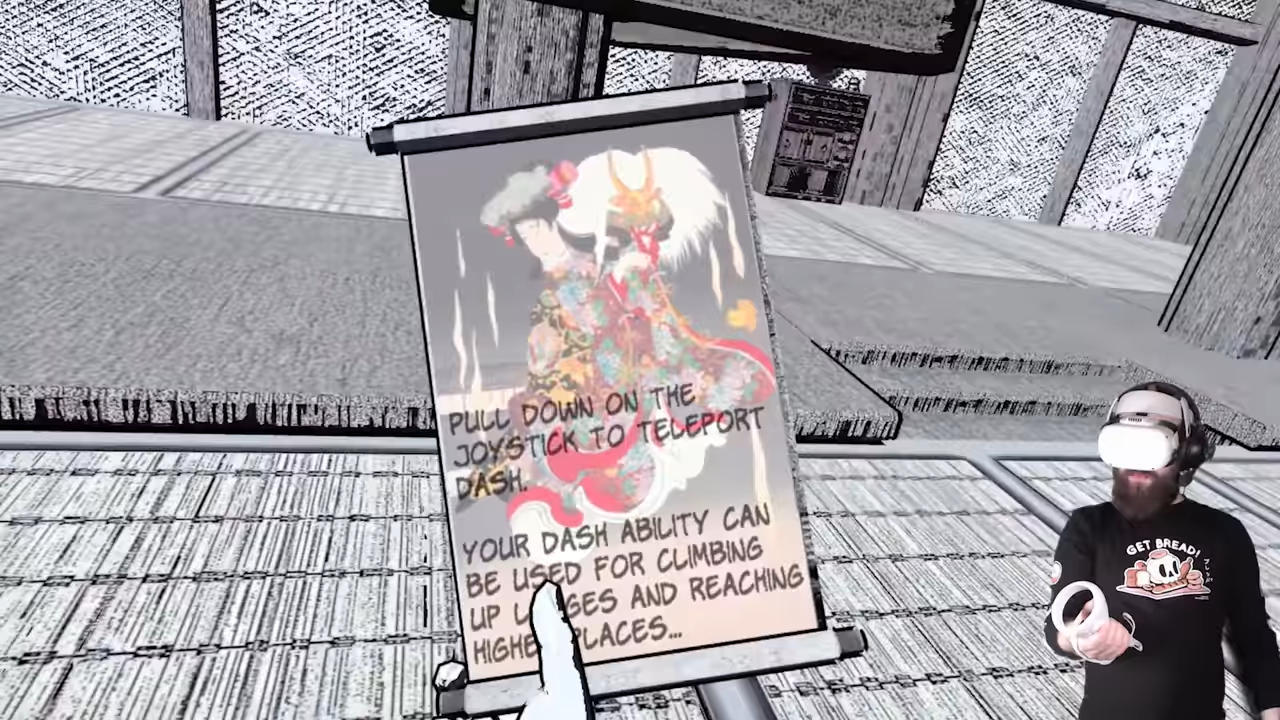 PULL DOWN ON THE
JOYSTICK TO TELEPORT
DASH.
YOUR DASH ABILITY CAN
BE USED FOR CLIMBING
UP AND REACHING
PLACES...
GET BREAD!